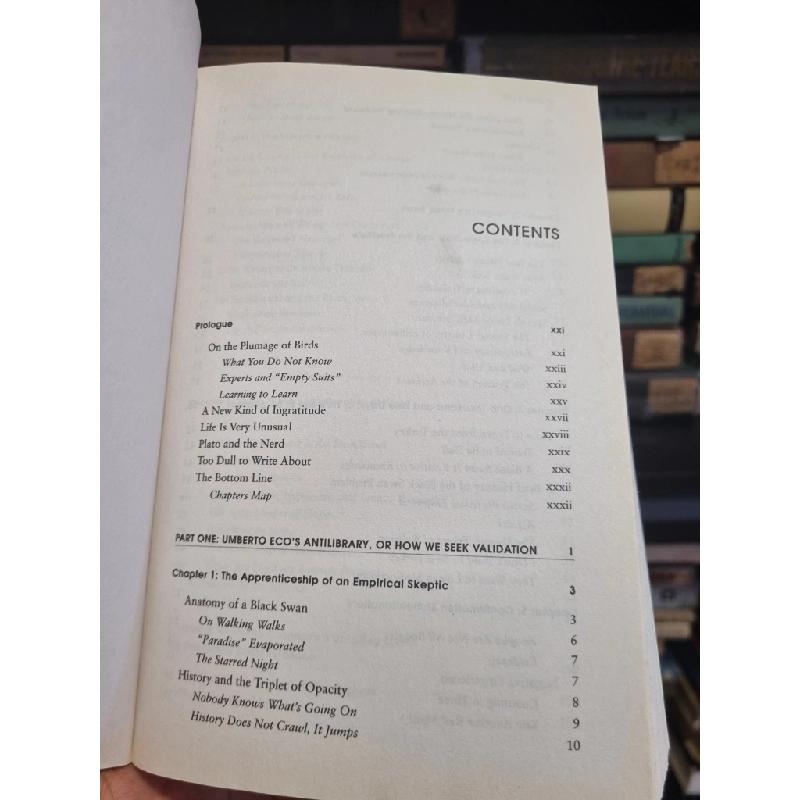 CONTENTS
Prologue xxi
On the Plumage of Birds xxi
What You Do Not Know xxiii
Experts and "Empty Suits" xxiv
Learning to Learn xxv
A New Kind of Ingratitude xxvii
Life Is Very Unusual xxviii
Plato and the Nerd xxix
Too Dull to Write About xxx
The Bottom Line xxxii
Chapters Map xxxii
PART ONE: UMBERTO ECO'S ANTILIBRARY, OR HOW WE SEEK VALIDATION 1
Chapter 1: The Apprenticeship of an Empirical Skeptic 3
Anatomy of a Black Swan 3
On Walking Walks 6
"Paradise" Evaporated 7
The Starred Night 7
History and the Triplet of Opacity 8
Nobody Knows What's Going On 9
History Does Not Crawl, It Jumps 10